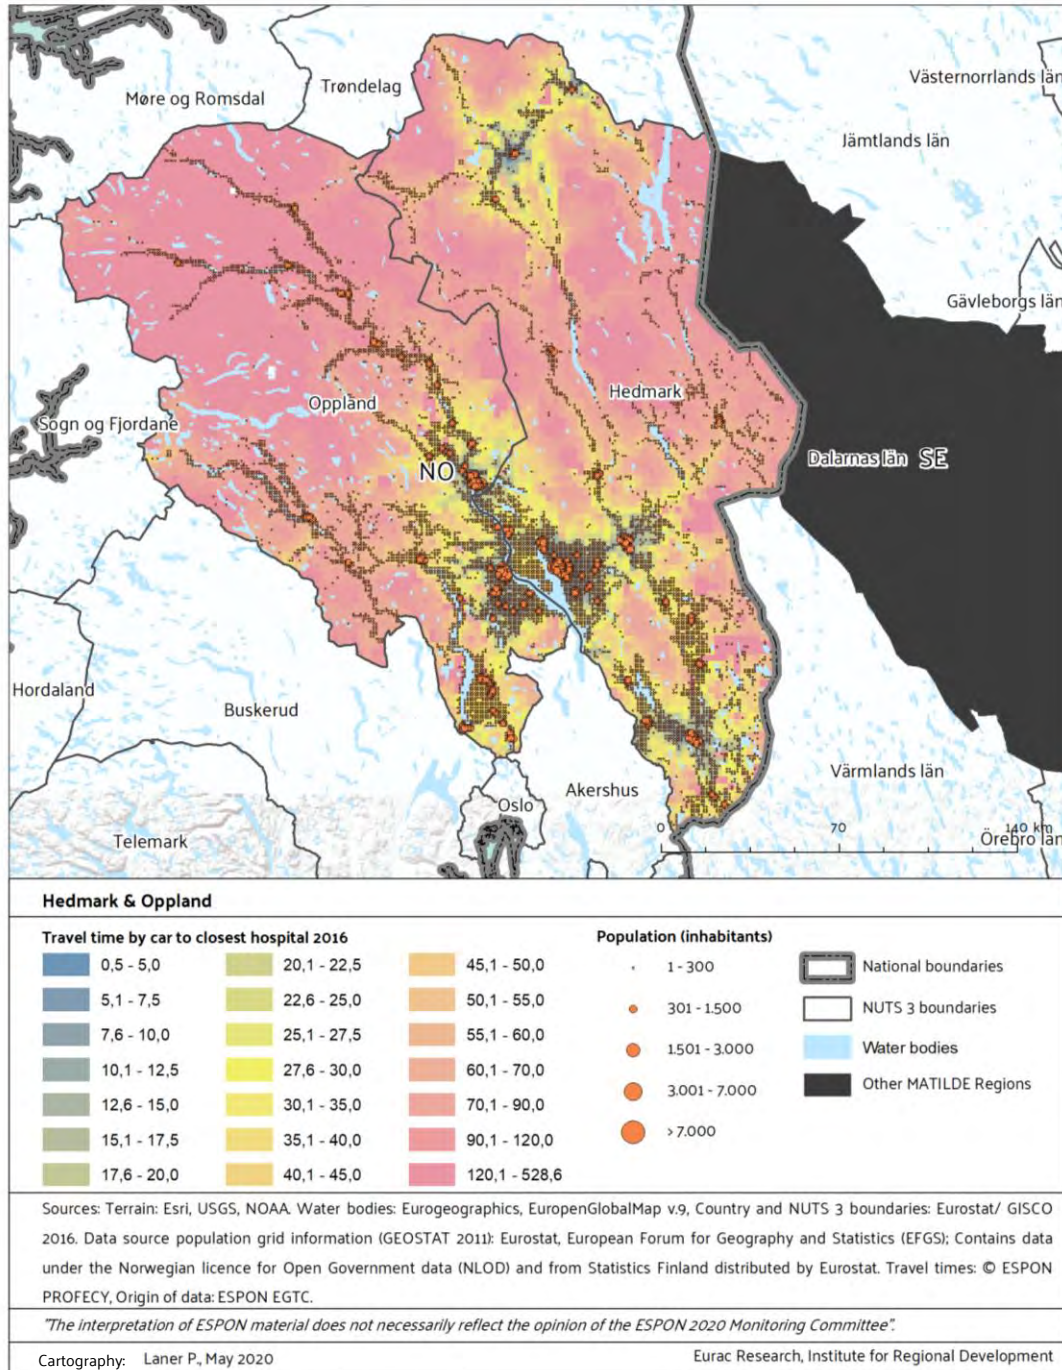 Trøndelag
Västernorrlands län
Møre og Romsdal
Jämtlands län
Gävleborgs län
Hedmark
Oppland
Sogn og Fjordane
NO
Dalarnas län SE
Hordaland
Buskerud
Värmlands län
Akershus
Oslo
Telemark
0 70 140 km
Örebro län
Hedmark & Oppland
Travel time by car to closest hospital 2016
0,5 - 5,0
5,1 - 7,5
7,6 - 10,0
10,1 - 12,5
12,6 - 15,0
15,1 - 17,5
17,6 - 20,0
20,1 - 22,5
22,6 - 25,0
25,1 - 27,5
27,6 - 30,0
30,1 - 35,0
35,1 - 40,0
40,1 - 45,0
45,1 - 50,0
50,1 - 55,0
55,1 - 60,0
60,1 - 70,0
70,1 - 90,0
90,1 - 120,0
120,1 - 528,6
Population (inhabitants)
1 - 300
301 - 1.500
1.501 - 3.000
3.001 - 7.000
> 7.000
National boundaries
NUTS 3 boundaries
Water bodies
Other MATILDE Regions
Sources: Terrain: Esri, USGS, NOAA. Water bodies: Eurogeographics, EuropenGlobalMap v.9, Country and NUTS 3 boundaries: Eurostat/ GISCO
2016. Data source population grid information (GEOSTAT 2011): Eurostat, European Forum for Geography and Statistics (EFGS); Contains data
under the Norwegian licence for Open Government data (NLOD) and from Statistics Finland distributed by Eurostat. Travel times: © ESPON
PROFECY, Origin of data: ESPON EGTC.
"The interpretation of ESPON material does not necessarily reflect the opinion of the ESPON 2020 Monitoring Committee".
Cartography: Laner P., May 2020
Eurac Research, Institute for Regional Development